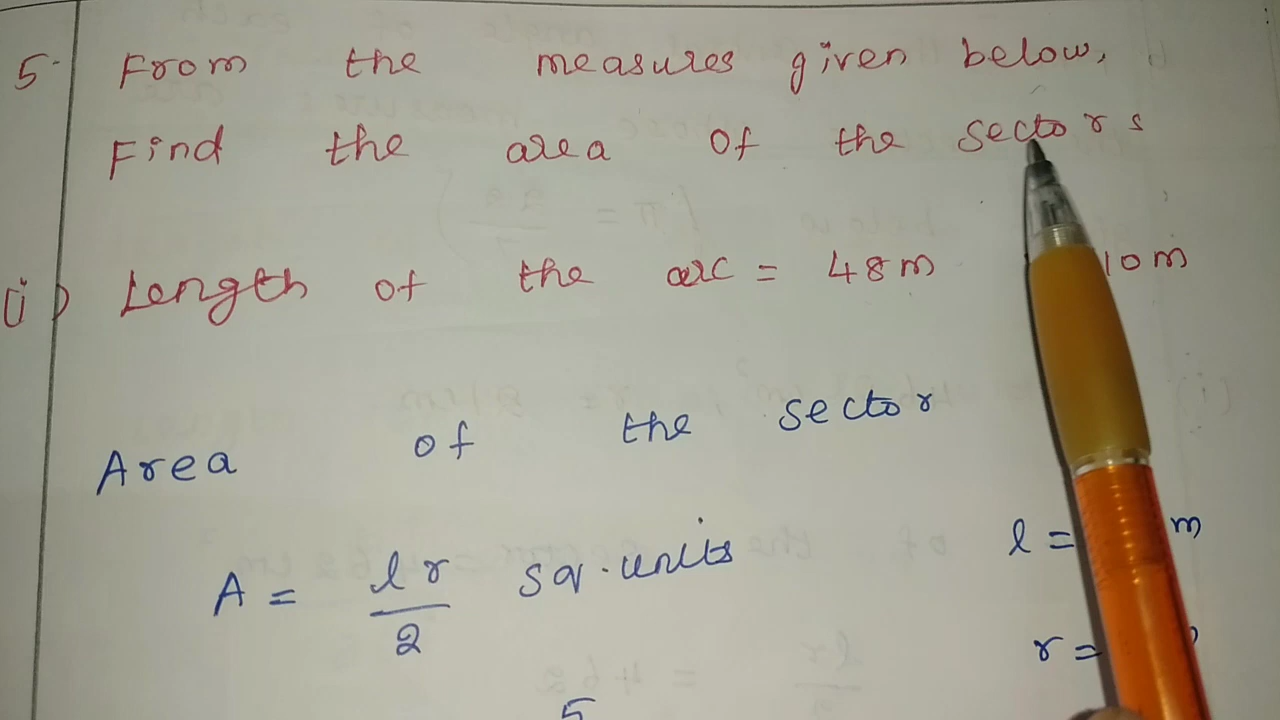 5. From the measures given below,
Find the area of the sectors
(i) Length of the arc = 48m 10m
Area of the sector
A = lr/2 sq.units
l = m
r =
5